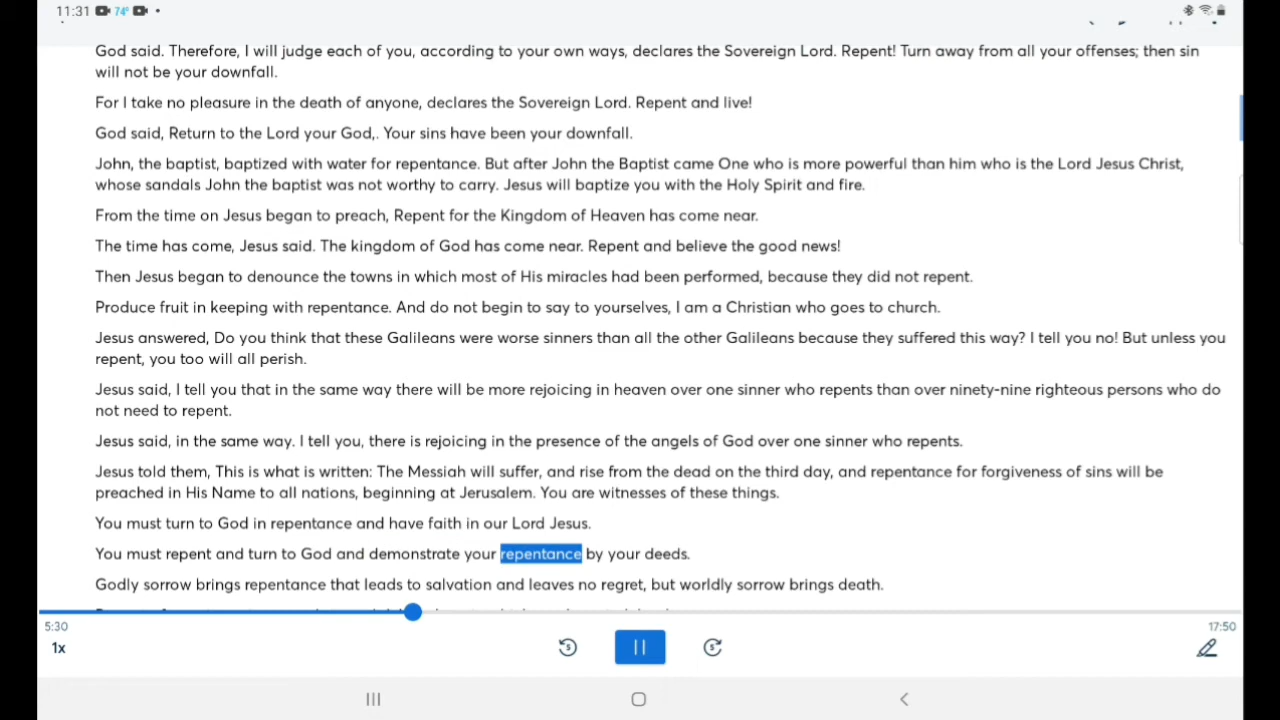 11:31 74°
God said. Therefore, I will judge each of you, according to your own ways, declares the Sovereign Lord. Repent! Turn away from all your offenses; then sin
will not be your downfall.
For I take no pleasure in the death of anyone, declares the Sovereign Lord. Repent and live!
God said, Return to the Lord your God,. Your sins have been your downfall.
John, the baptist, baptized with water for repentance. But after John the Baptist came One who is more powerful than him who is the Lord Jesus Christ,
whose sandals John the baptist was not worthy to carry. Jesus will baptize you with the Holy Spirit and fire.
From the time on Jesus began to preach, Repent for the Kingdom of Heaven has come near.
The time has come, Jesus said. The kingdom of God has come near. Repent and believe the good news!
Then Jesus began to denounce the towns in which most of His miracles had been performed, because they did not repent.
Produce fruit in keeping with repentance. And do not begin to say to yourselves, I am a Christian who goes to church.
Jesus answered, Do you think that these Galileans were worse sinners than all the other Galileans because they suffered this way? I tell you no! But unless you
repent, you too will all perish.
Jesus said, I tell you that in the same way there will be more rejoicing in heaven over one sinner who repents than over ninety-nine righteous persons who do
not need to repent.
Jesus said, in the same way. I tell you, there is rejoicing in the presence of the angels of God over one sinner who repents.
Jesus told them, This is what is written: The Messiah will suffer, and rise from the dead on the third day, and repentance for forgiveness of sins will be
preached in His Name to all nations, beginning at Jerusalem. You are witnesses of these things.
You must turn to God in repentance and have faith in our Lord Jesus.
You must repent and turn to God and demonstrate your repentance by your deeds.
Godly sorrow brings repentance that leads to salvation and leaves no regret, but worldly sorrow brings death.
5:30 17:50
1x 5 5